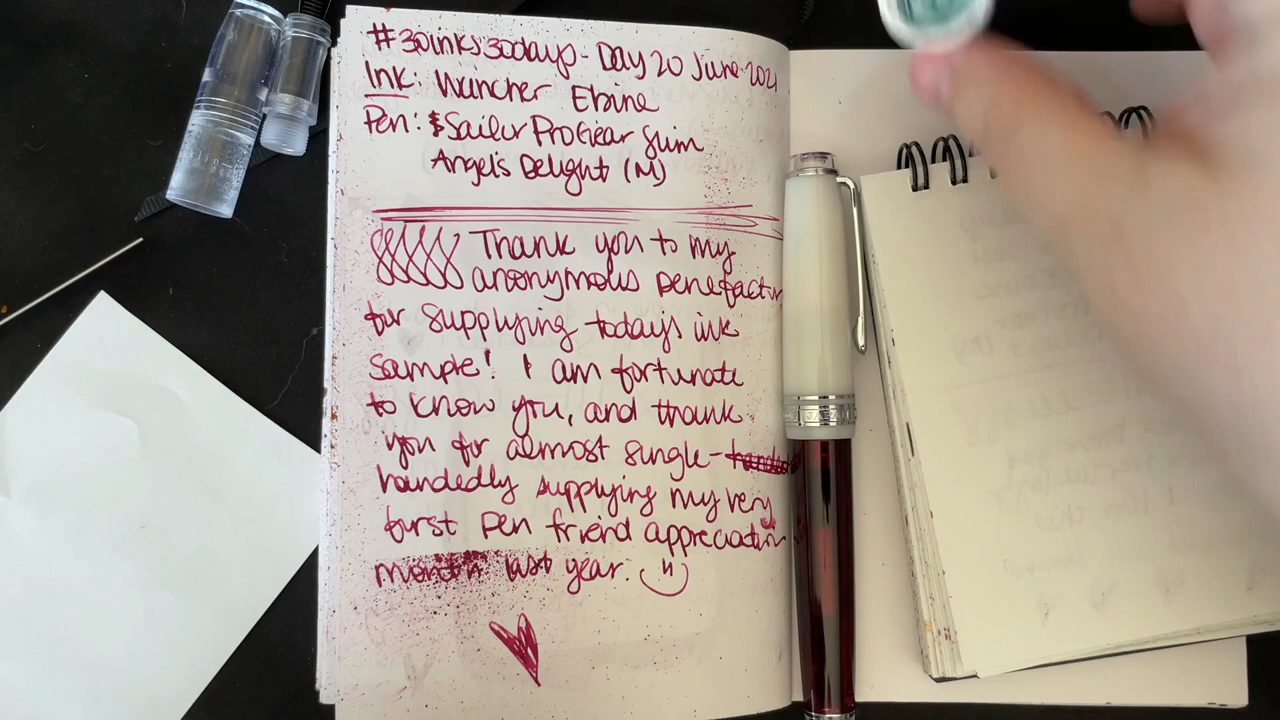 #30inks30days - Day 20 June 2021
Ink: Wancher Ebine
Pen: Sailor ProGear Slim
Angel's Delight (M)
Thank you to my
anonymous benefactor
for supplying today's ink
sample! I am fortunate
to know you, and thank
you for almost single-
handedly supplying my very
first pen friend appreciation
month last year.